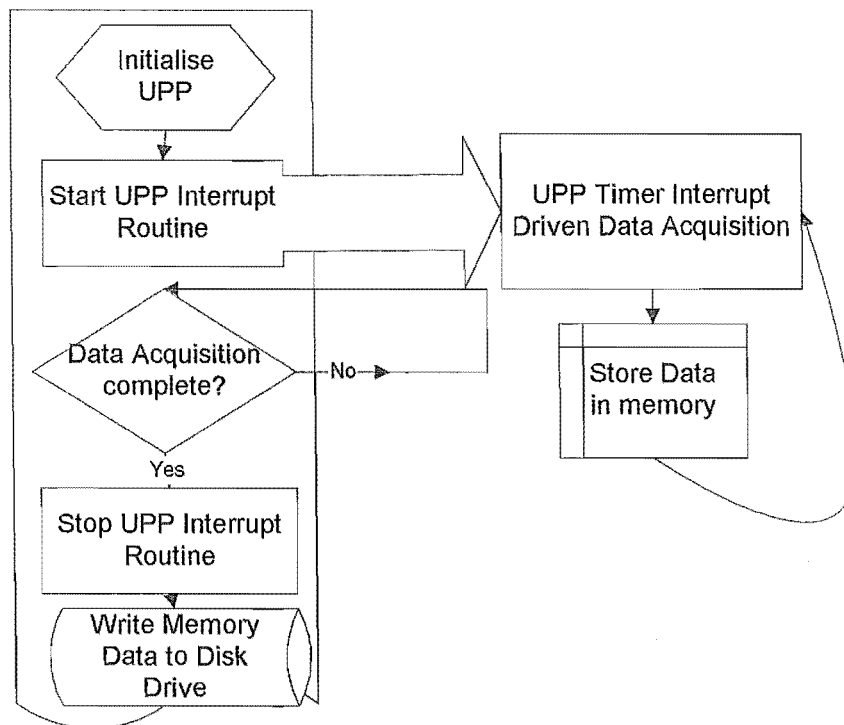 Initialise
UPP
Start UPP Interrupt
Routine
UPP Timer Interrupt
Driven Data Acquisition
Data Acquisition
complete?
No
Store Data
in memory
Yes
Stop UPP Interrupt
Routine
Write Memory
Data to Disk
Drive